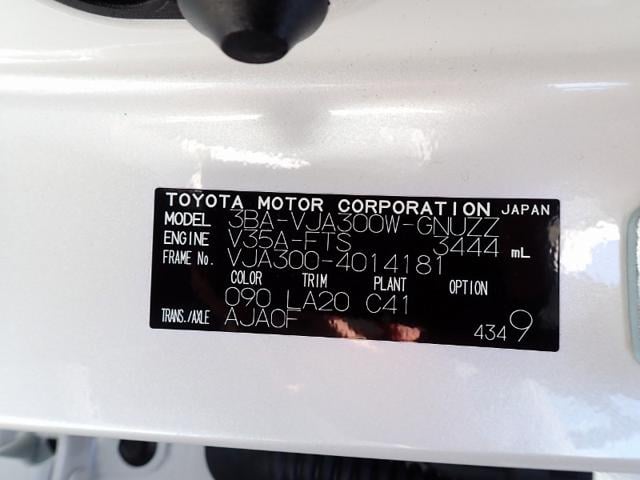 TOYOTA MOTOR CORPORATION JAPAN
MODEL 3BA-VJA300W-GNUZZ
ENGINE V35A-FTS 3444 mL
FRAME No. VJA300-4014181
COLOR TRIM PLANT OPTION
090 LA20 C41
TRANS./AXLE AJA0F 4349